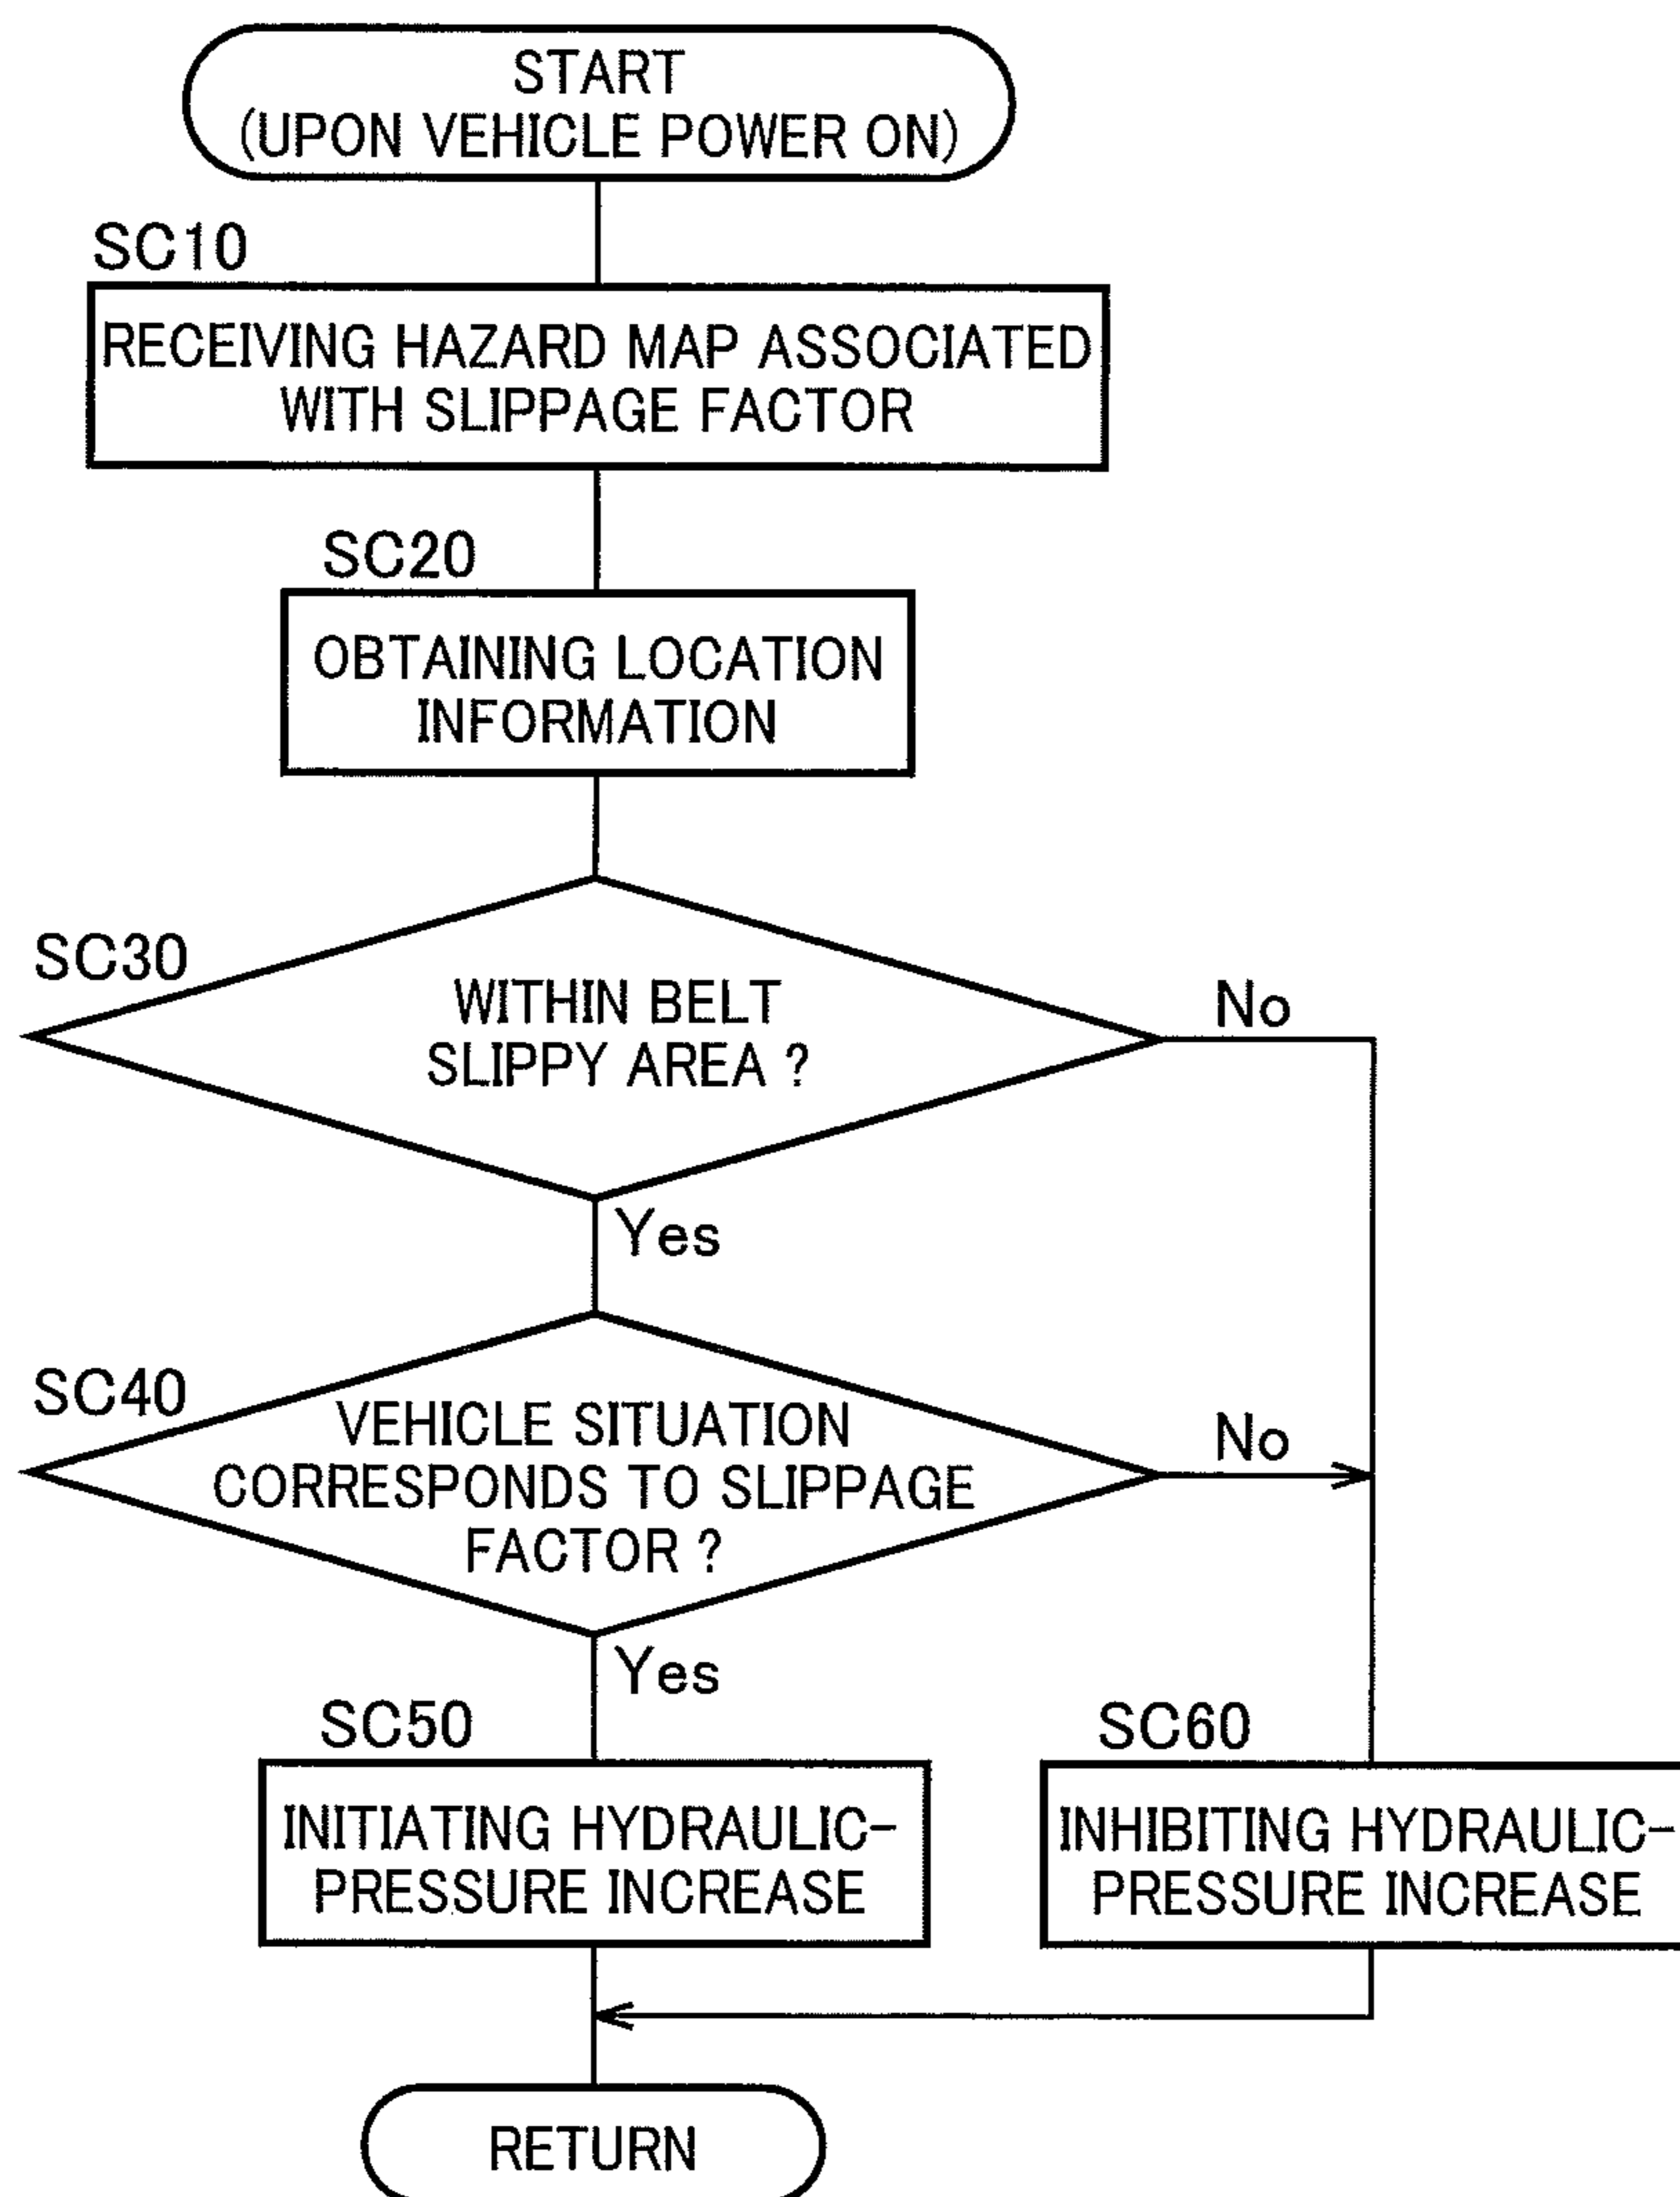 START
(UPON VEHICLE POWER ON)
SC10
RECEIVING HAZARD MAP ASSOCIATED
WITH SLIPPAGE FACTOR
SC20
OBTAINING LOCATION
INFORMATION
SC30
WITHIN BELT
SLIPPY AREA ?
No
Yes
SC40
VEHICLE SITUATION
CORRESPONDS TO SLIPPAGE
FACTOR ?
No
Yes
SC50
INITIATING HYDRAULIC-
PRESSURE INCREASE
SC60
INHIBITING HYDRAULIC-
PRESSURE INCREASE
RETURN